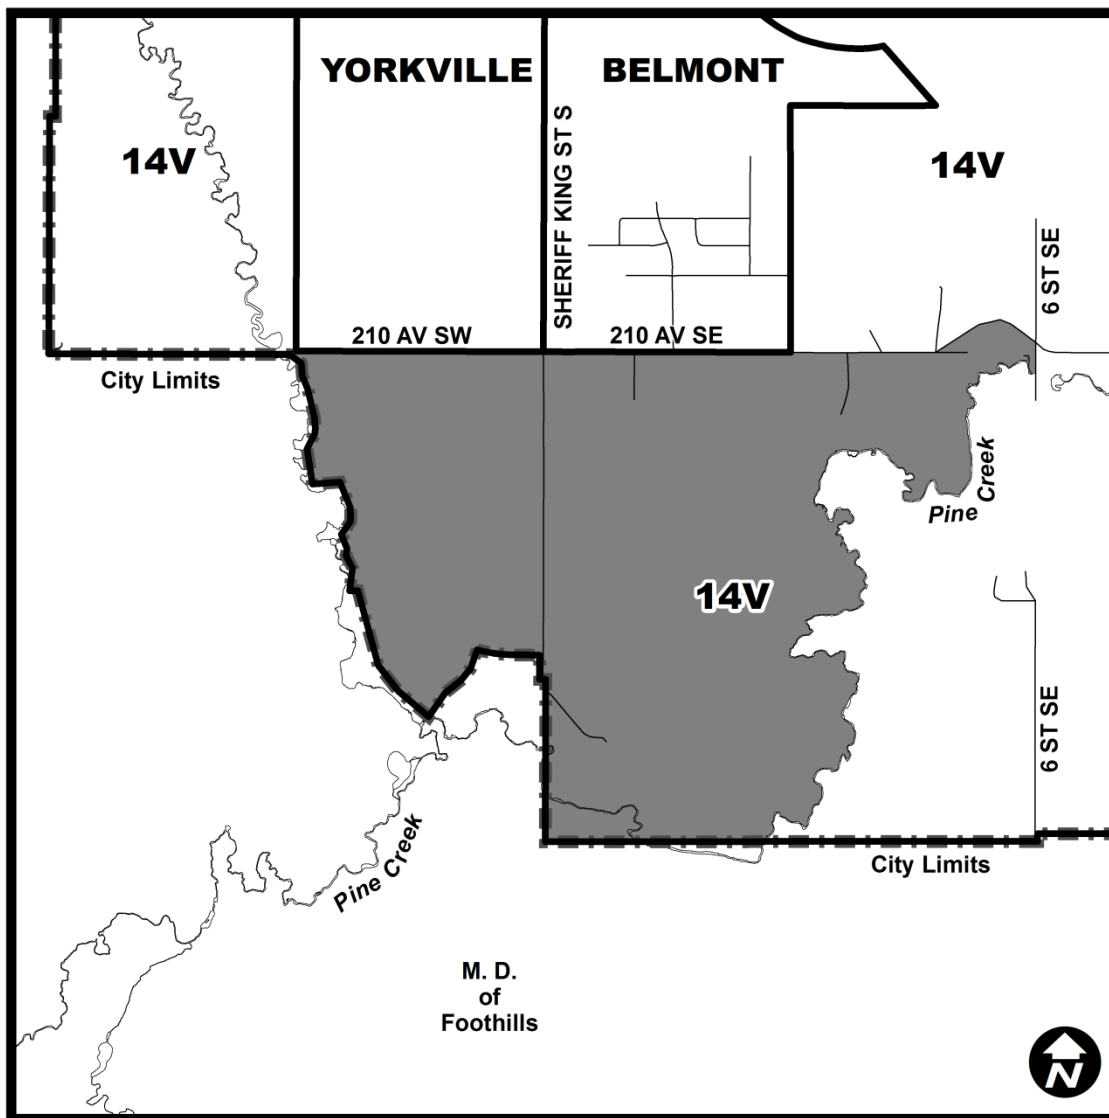 YORKVILLE
BELMONT
14V
14V
SHERIFF KING ST S
6 ST SE
210 AV SW
210 AV SE
City Limits
Pine Creek
14V
6 ST SE
City Limits
Pine Creek
M. D.
of
Foothills
N